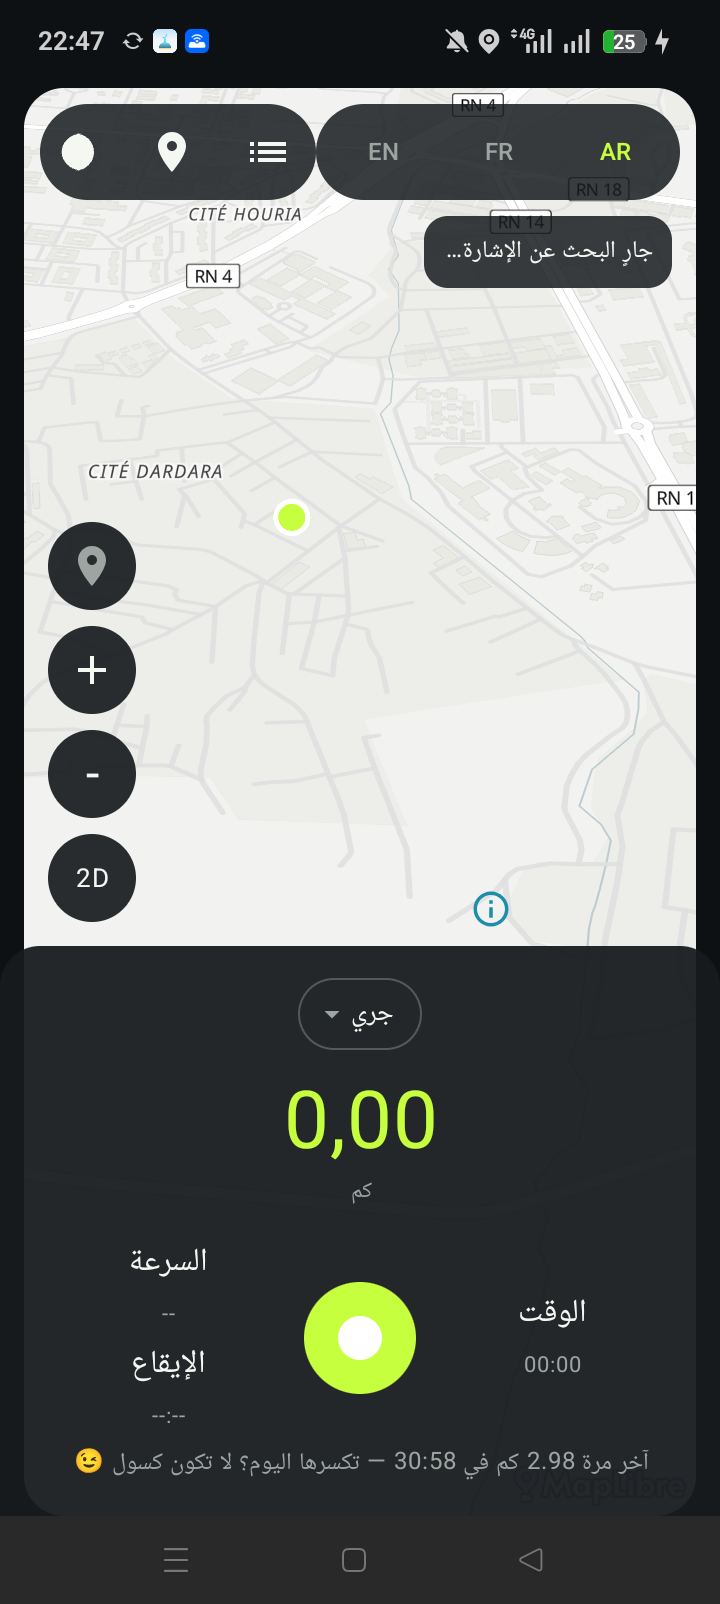 22:47
4G
25
EN FR AR
RN 4
RN 18
RN 14
CITÉ HOURIA
جارٍ البحث عن الإشارة...
RN 4
CITÉ DARDARA
RN 1
+
-
2D
جري
0,00
كم
السرعة
--
الوقت
00:00
الإيقاع
--:--
آخر مرة 2.98 كم في 30:58 — تكسرها اليوم؟ لا تكون كسول 😉
MapLibre